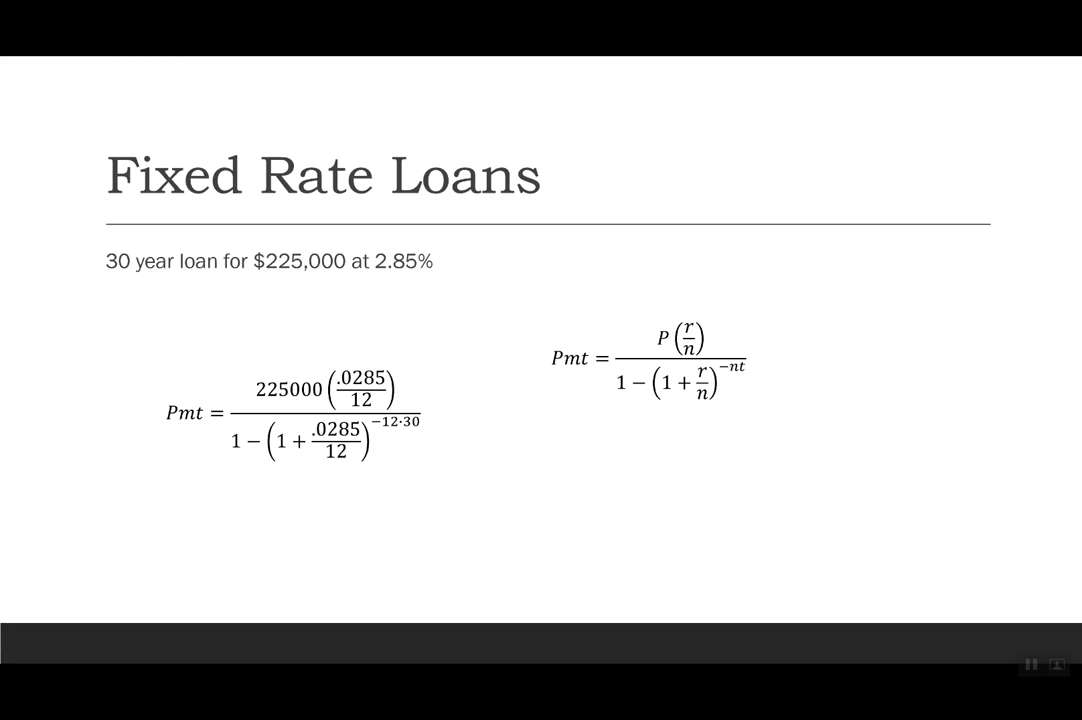 Fixed Rate Loans
30 year loan for $225,000 at 2.85%
Pmt = P(r/n) / 1 − (1 + r/n)^−nt
Pmt = 225000(.0285/12) / 1 − (1 + .0285/12)^−12·30